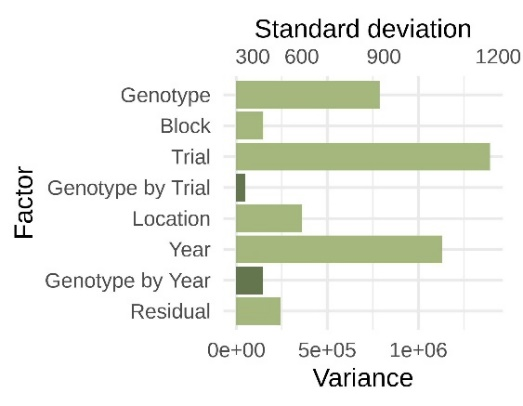 Standard deviation
300 600 900 1200
Factor
Genotype
Block
Trial
Genotype by Trial
Location
Year
Genotype by Year
Residual
0e+00 5e+05 1e+06
Variance